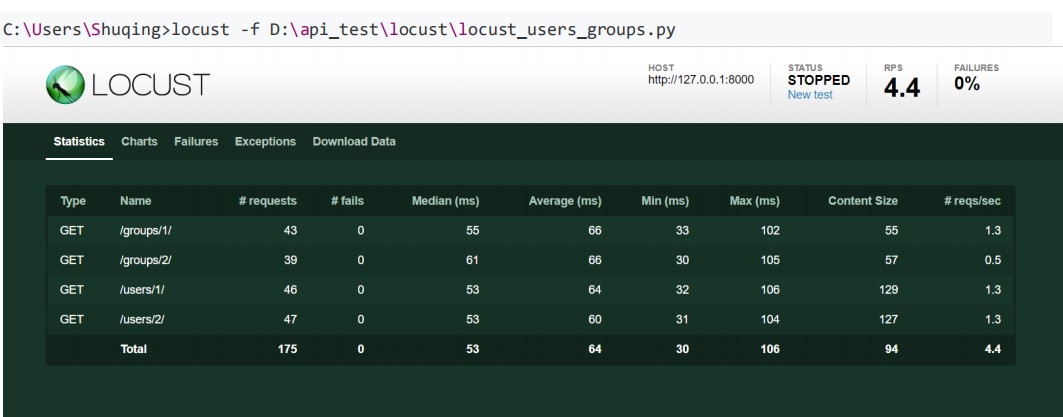 C:\Users\Shuqing>locust -f D:\api_test\locust\locust_users_groups.py
LOCUST
HOST
http://127.0.0.1:8000
STATUS
STOPPED
New test
RPS
4.4
FAILURES
0%
Statistics Charts Failures Exceptions Download Data
Type Name # requests # fails Median (ms) Average (ms) Min (ms) Max (ms) Content Size # reqs/sec
GET /groups/1/ 43 0 55 66 33 102 55 1.3
GET /groups/2/ 39 0 61 66 30 105 57 0.5
GET /users/1/ 46 0 53 64 32 106 129 1.3
GET /users/2/ 47 0 53 60 31 104 127 1.3
Total 175 0 53 64 30 106 94 4.4